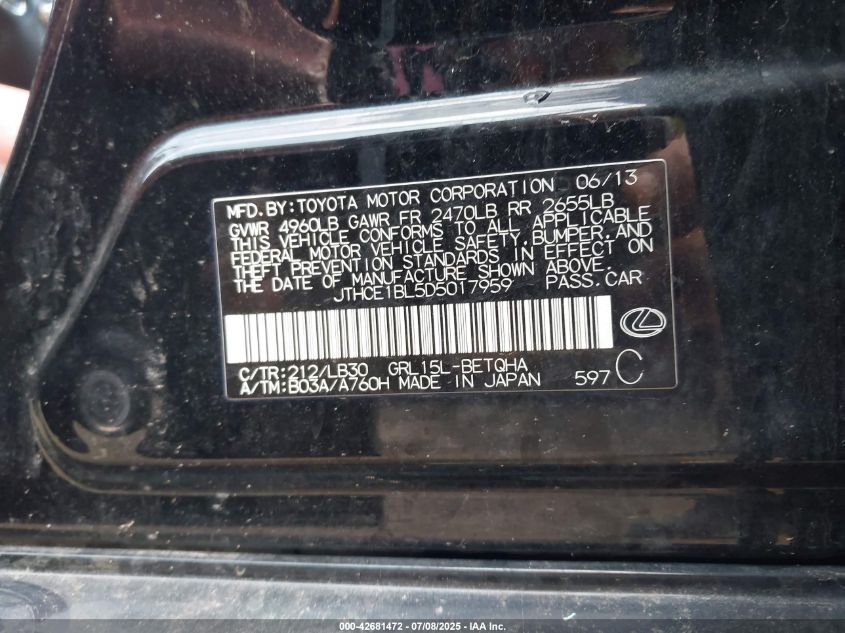 MFD.BY:TOYOTA MOTOR CORPORATION 06/13
GVWR 4960LB GAWR FR 2470LB RR 2655LB
THIS VEHICLE CONFORMS TO ALL APPLICABLE
FEDERAL MOTOR VEHICLE SAFETY,BUMPER,AND
THEFT PREVENTION STANDARDS IN EFFECT ON
THE DATE OF MANUFACTURE SHOWN ABOVE.
JTHCE1BL5D5017959 PASS.CAR
C/TR:212/LB30 GRL15L-BETQHA
A/TM:B03A/A760H MADE IN JAPAN 597 C
000-42681472 - 07/08/2025 - IAA Inc.